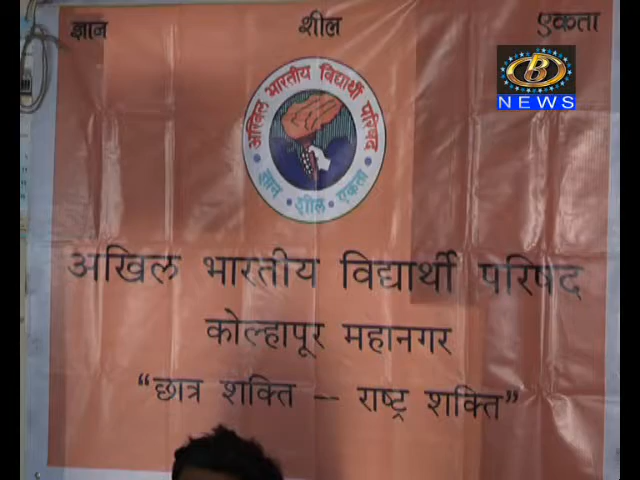 ज्ञान शील एकता
B
NEWS
अखिल भारतीय विद्यार्थी परिषद
ज्ञान • शील • एकता
अखिल भारतीय विद्यार्थी परिषद
कोल्हापूर महानगर
“छात्र शक्ति – राष्ट्र शक्ति”